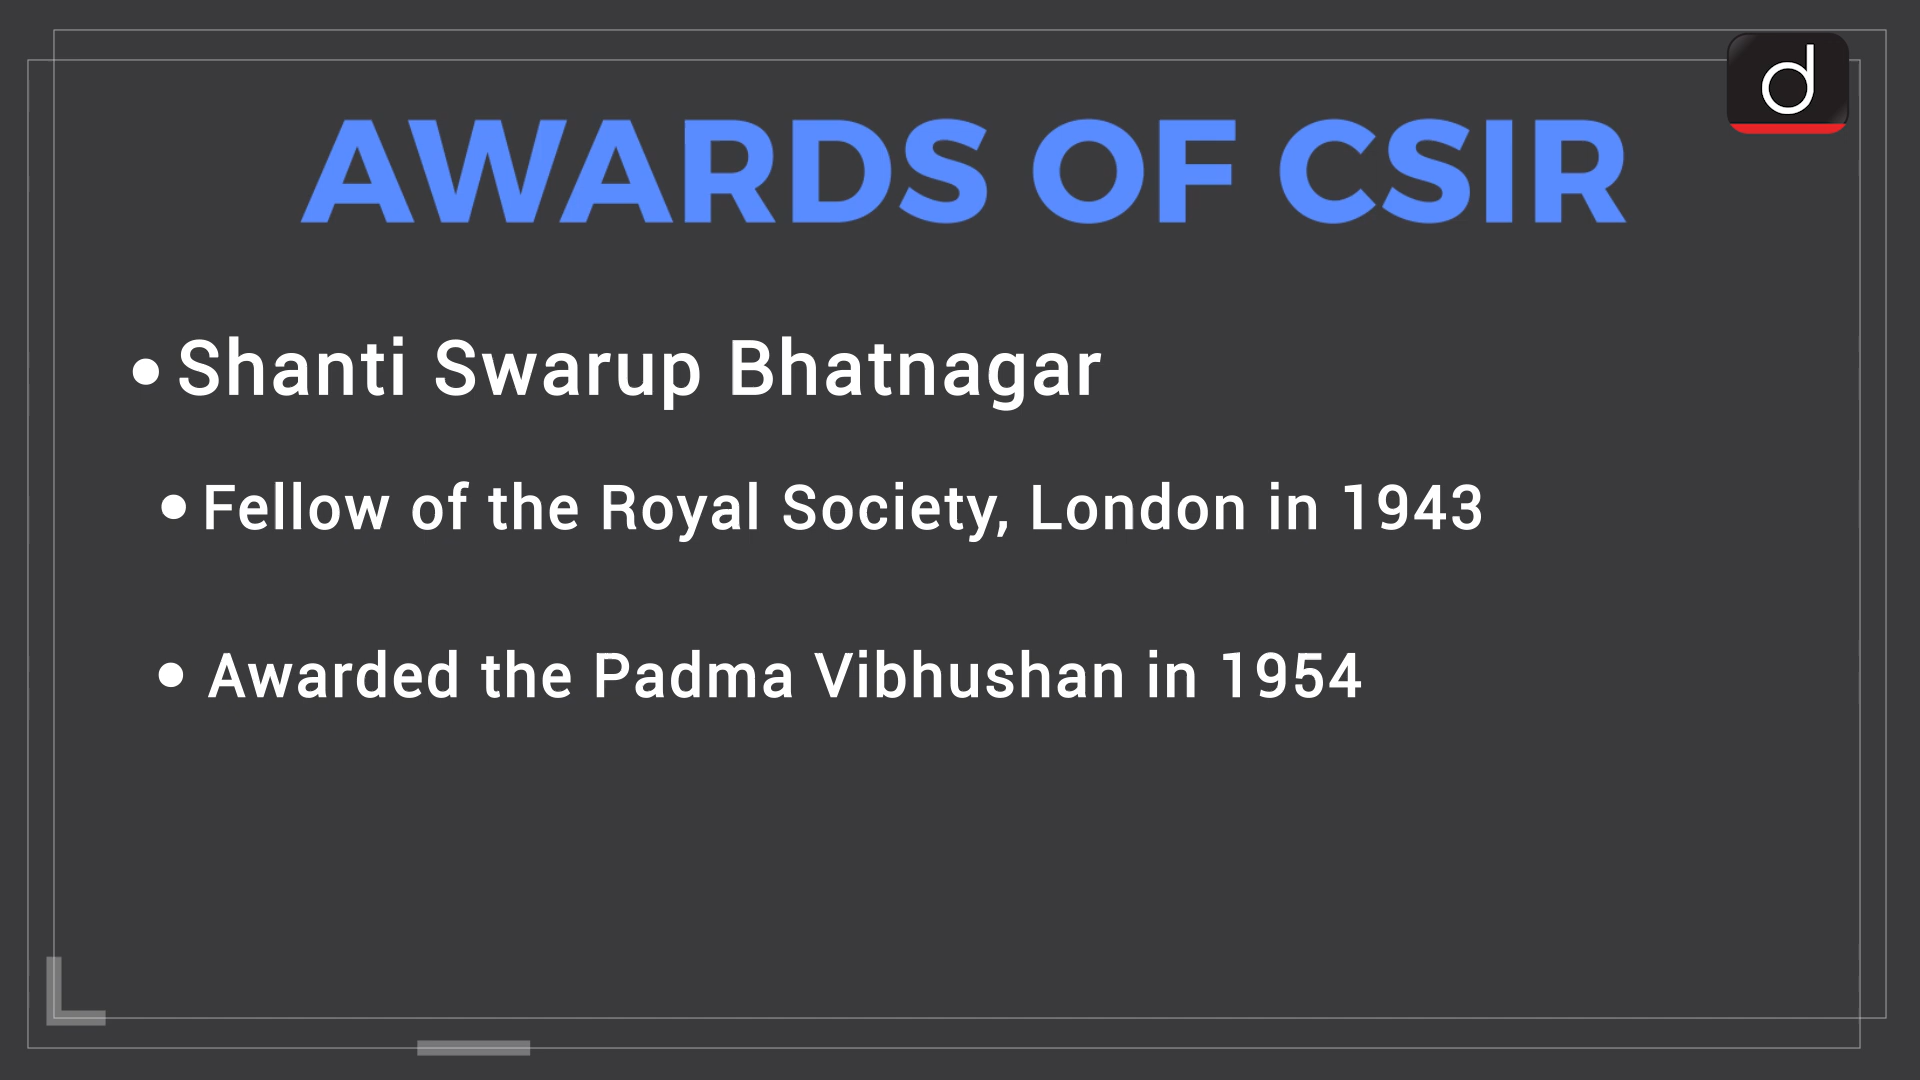 d
AWARDS OF CSIR
• Shanti Swarup Bhatnagar
• Fellow of the Royal Society, London in 1943
• Awarded the Padma Vibhushan in 1954